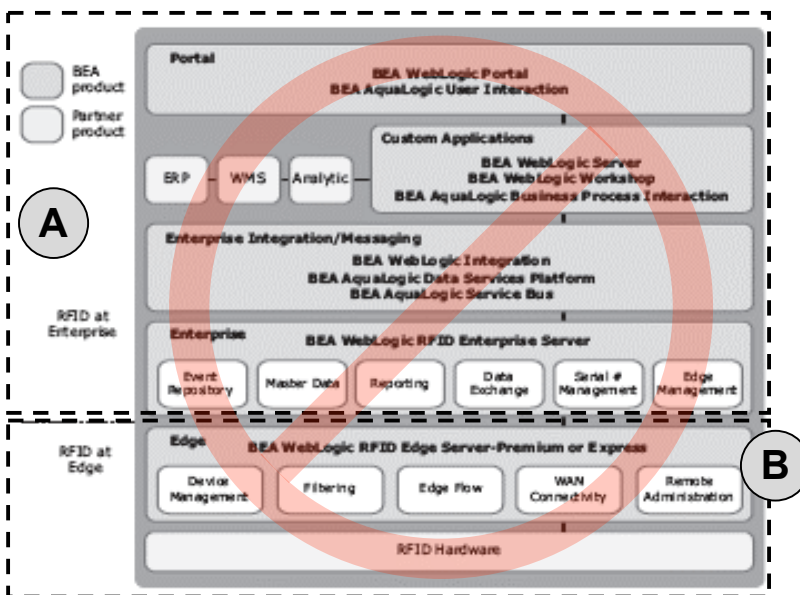 Portal
BEA
product
BEA WebLogic Portal
BEA AquaLogic User Interaction
Partner
product
Custom Applications
BEA WebLogic Server
BEA WebLogic Workshop
BEA AquaLogic Business Process Interaction
ERP
WMS
Analytic
A
Enterprise Integration/Messaging
BEA WebLogic Integration
BEA AquaLogic Data Services Platform
BEA AquaLogic Service Bus
RFID at
Enterprise
Enterprise
BEA WebLogic RFID Enterprise Server
Event
Repository
Master Data
Reporting
Data
Exchange
Serial #
Management
Edge
Management
RFID at
Edge
Edge
BEA WebLogic RFID Edge Server-Premium or Express
B
Device
Management
Filtering
Edge Flow
WAN
Connectivity
Remote
Administration
RFID Hardware